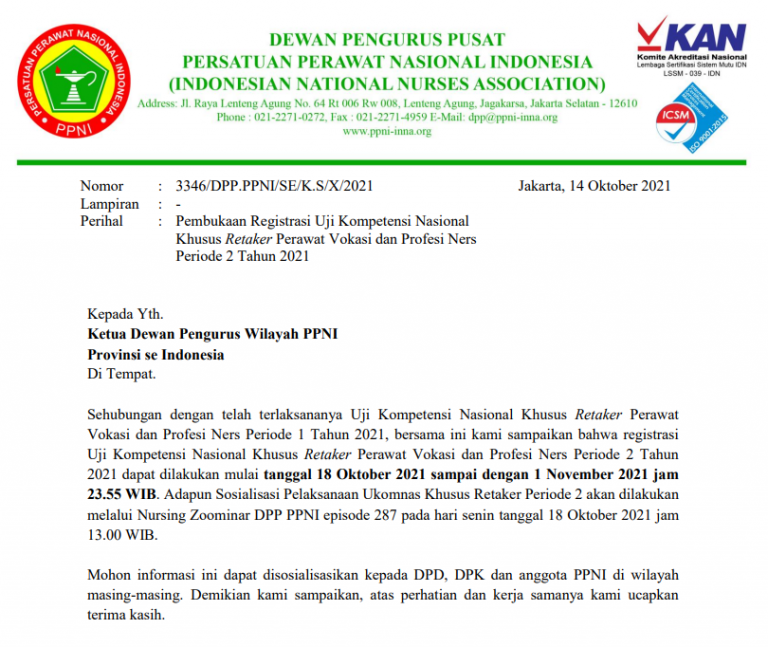 PERSATUAN PERAWAT NASIONAL INDONESIA
PPNI
DEWAN PENGURUS PUSAT
PERSATUAN PERAWAT NASIONAL INDONESIA
(INDONESIAN NATIONAL NURSES ASSOCIATION)
Address: Jl. Raya Lenteng Agung No. 64 Rt 006 Rw 008, Lenteng Agung, Jagakarsa, Jakarta Selatan - 12610
Phone : 021-2271-0272, Fax : 021-2271-4959 E-Mail: dpp@ppni-inna.org
www.ppni-inna.org
KAN
Komite Akreditasi Nasional
Lembaga Sertifikasi Sistem Mutu IDN
LSSM - 039 - IDN
ICSM
ISO 9001:2015
Nomor : 3346/DPP.PPNI/SE/K.S/X/2021 Jakarta, 14 Oktober 2021
Lampiran : -
Perihal : Pembukaan Registrasi Uji Kompetensi Nasional
Khusus Retaker Perawat Vokasi dan Profesi Ners
Periode 2 Tahun 2021
Kepada Yth.
Ketua Dewan Pengurus Wilayah PPNI
Provinsi se Indonesia
Di Tempat.
Sehubungan dengan telah terlaksananya Uji Kompetensi Nasional Khusus Retaker Perawat
Vokasi dan Profesi Ners Periode 1 Tahun 2021, bersama ini kami sampaikan bahwa registrasi
Uji Kompetensi Nasional Khusus Retaker Perawat Vokasi dan Profesi Ners Periode 2 Tahun
2021 dapat dilakukan mulai tanggal 18 Oktober 2021 sampai dengan 1 November 2021 jam
23.55 WIB. Adapun Sosialisasi Pelaksanaan Ukomnas Khusus Retaker Periode 2 akan dilakukan
melalui Nursing Zoominar DPP PPNI episode 287 pada hari senin tanggal 18 Oktober 2021 jam
13.00 WIB.
Mohon informasi ini dapat disosialisasikan kepada DPD, DPK dan anggota PPNI di wilayah
masing-masing. Demikian kami sampaikan, atas perhatian dan kerja samanya kami ucapkan
terima kasih.